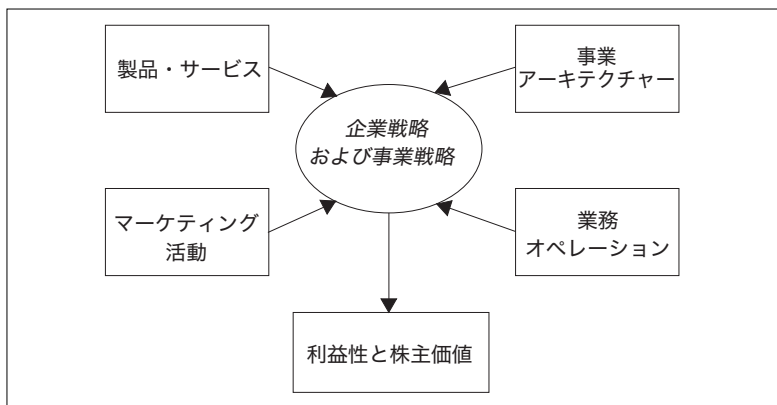 製品・サービス
事業
アーキテクチャー
企業戦略
および事業戦略
マーケティング
活動
業務
オペレーション
利益性と株主価値